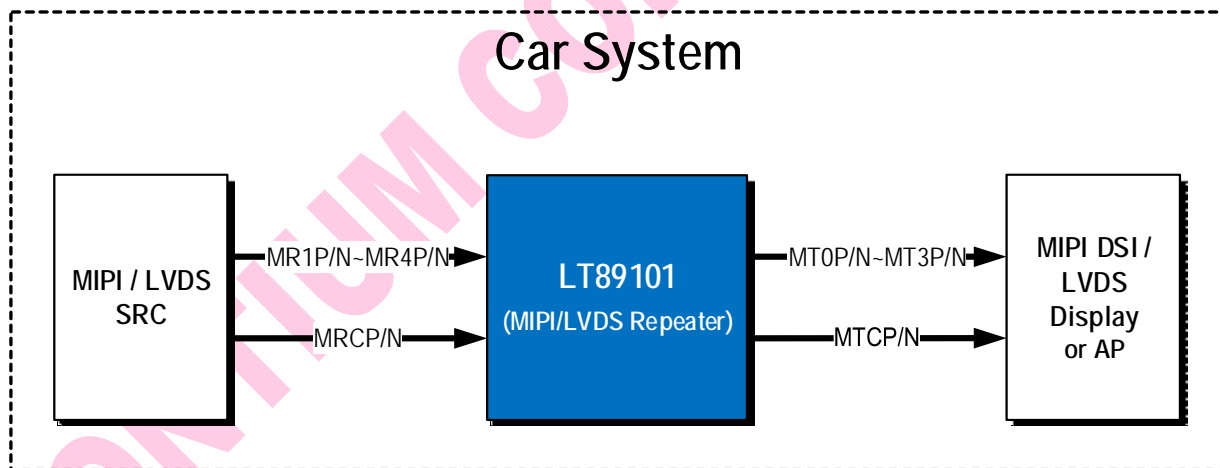 Car System
MIPI / LVDS
SRC
MR1P/N~MR4P/N
MRCP/N
LT89101
(MIPI/LVDS Repeater)
MT0P/N~MT3P/N
MTCP/N
MIPI DSI /
LVDS
Display
or AP